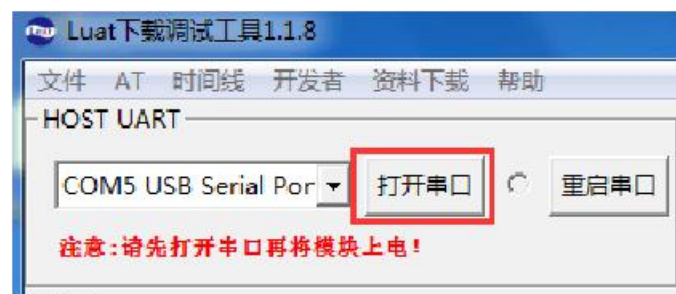 Luat下载调试工具1.1.8
文件 AT 时间线 开发者 资料下载 帮助
HOST UART
COM5 USB Serial Por 打开串口 重启串口
注意:请先打开串口再将模块上电!